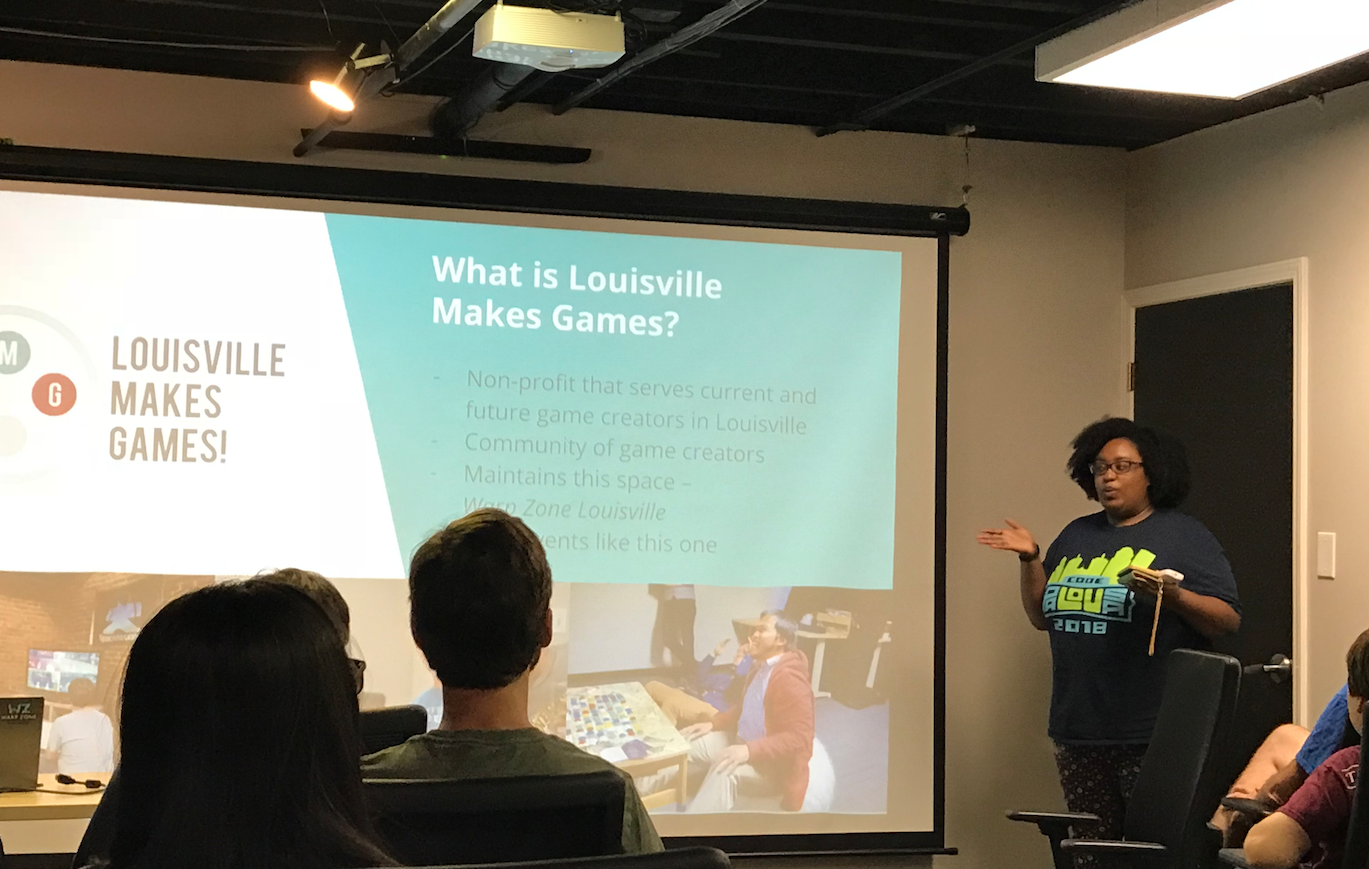 What is Louisville
Makes Games?
M
G
LOUISVILLE
MAKES
GAMES!
- Non-profit that serves current and
future game creators in Louisville
- Community of game creators
- Maintains this space –
Warp Zone Louisville
events like this one
CODE
LOU
2018
WZ
WARP ZONE